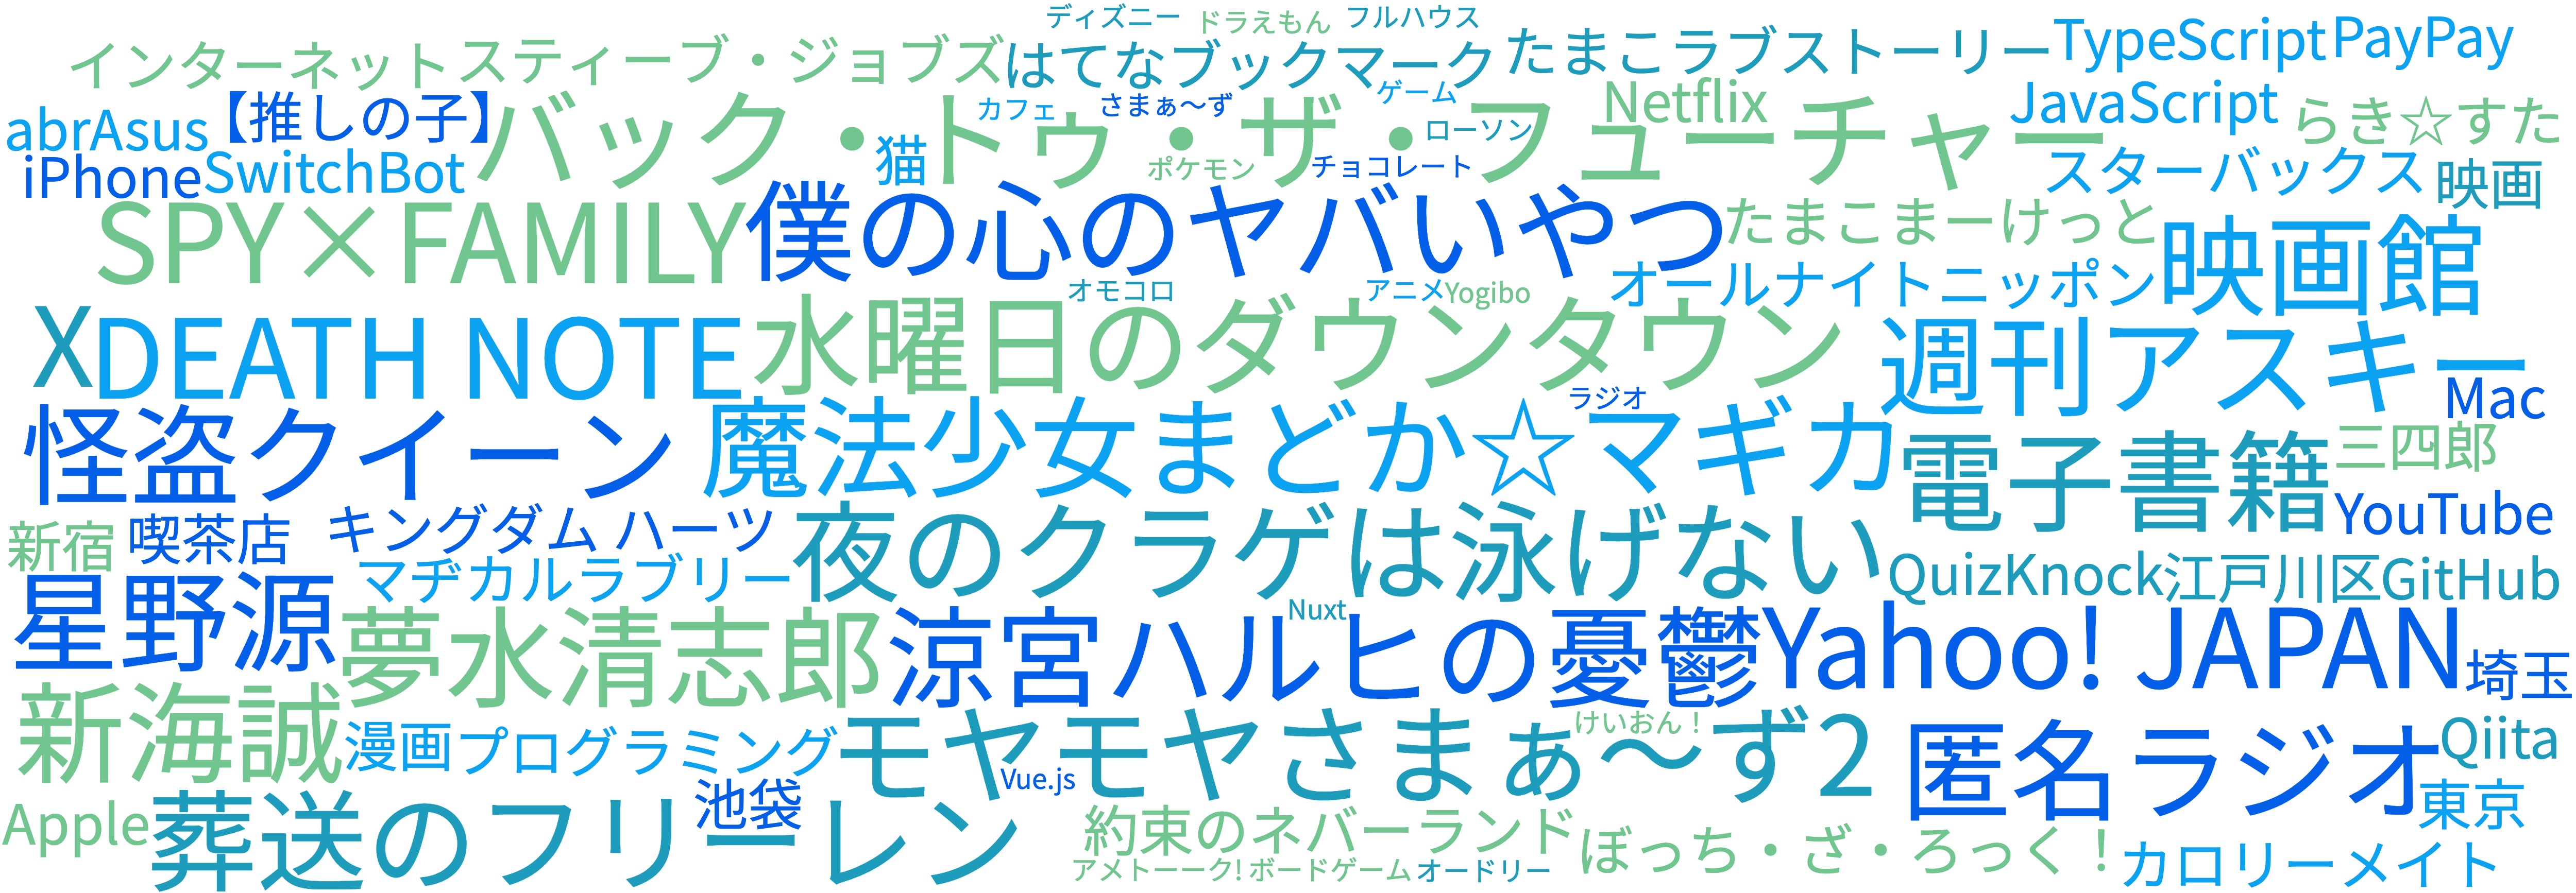 ディズニー ドラえもん フルハウス
インターネット スティーブ・ジョブズ はてなブックマーク たまこラブストーリー TypeScript PayPay
abrAsus 【推しの子】 バック・トゥ・ザ・フューチャー カフェ さまぁ〜ず ゲーム Netflix JavaScript らき☆すた
iPhone SwitchBot 猫 ポケモン チョコレート ローソン スターバックス 映画
SPY×FAMILY 僕の心のヤバいやつ たまこまーけっと 映画館
オモコロ アニメ Yogibo オールナイトニッポン
X DEATH NOTE 水曜日のダウンタウン 週刊アスキー
ラジオ Mac
怪盗クイーン 魔法少女まどか☆マギカ 電子書籍 三四郎
新宿 喫茶店 キングダム ハーツ 夜のクラゲは泳げない YouTube
マヂカルラブリー QuizKnock 江戸川区 GitHub
星野源 夢水清志郎 涼宮ハルヒの憂鬱 Nuxt Yahoo! JAPAN 埼玉
新海誠 漫画 プログラミング モヤモヤさまぁ〜ず2 けいおん！ 匿名ラジオ Qiita
Vue.js
Apple 葬送のフリーレン 池袋 約束のネバーランド ぼっち・ざ・ろっく！ 東京
アメトーーク! ボードゲーム オードリー カロリーメイト